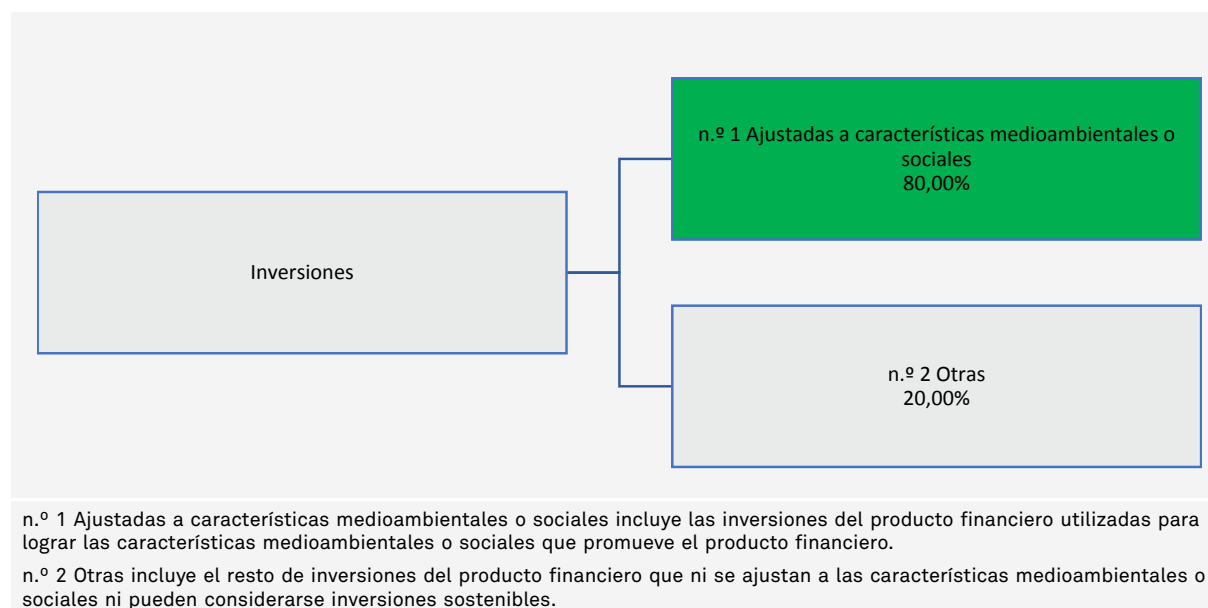 n.º 1 Ajustadas a características medioambientales o
sociales
80,00%
Inversiones
n.º 2 Otras
20,00%
n.º 1 Ajustadas a características medioambientales o sociales incluye las inversiones del producto financiero utilizadas para
lograr las características medioambientales o sociales que promueve el producto financiero.
n.º 2 Otras incluye el resto de inversiones del producto financiero que ni se ajustan a las características medioambientales o
sociales ni pueden considerarse inversiones sostenibles.